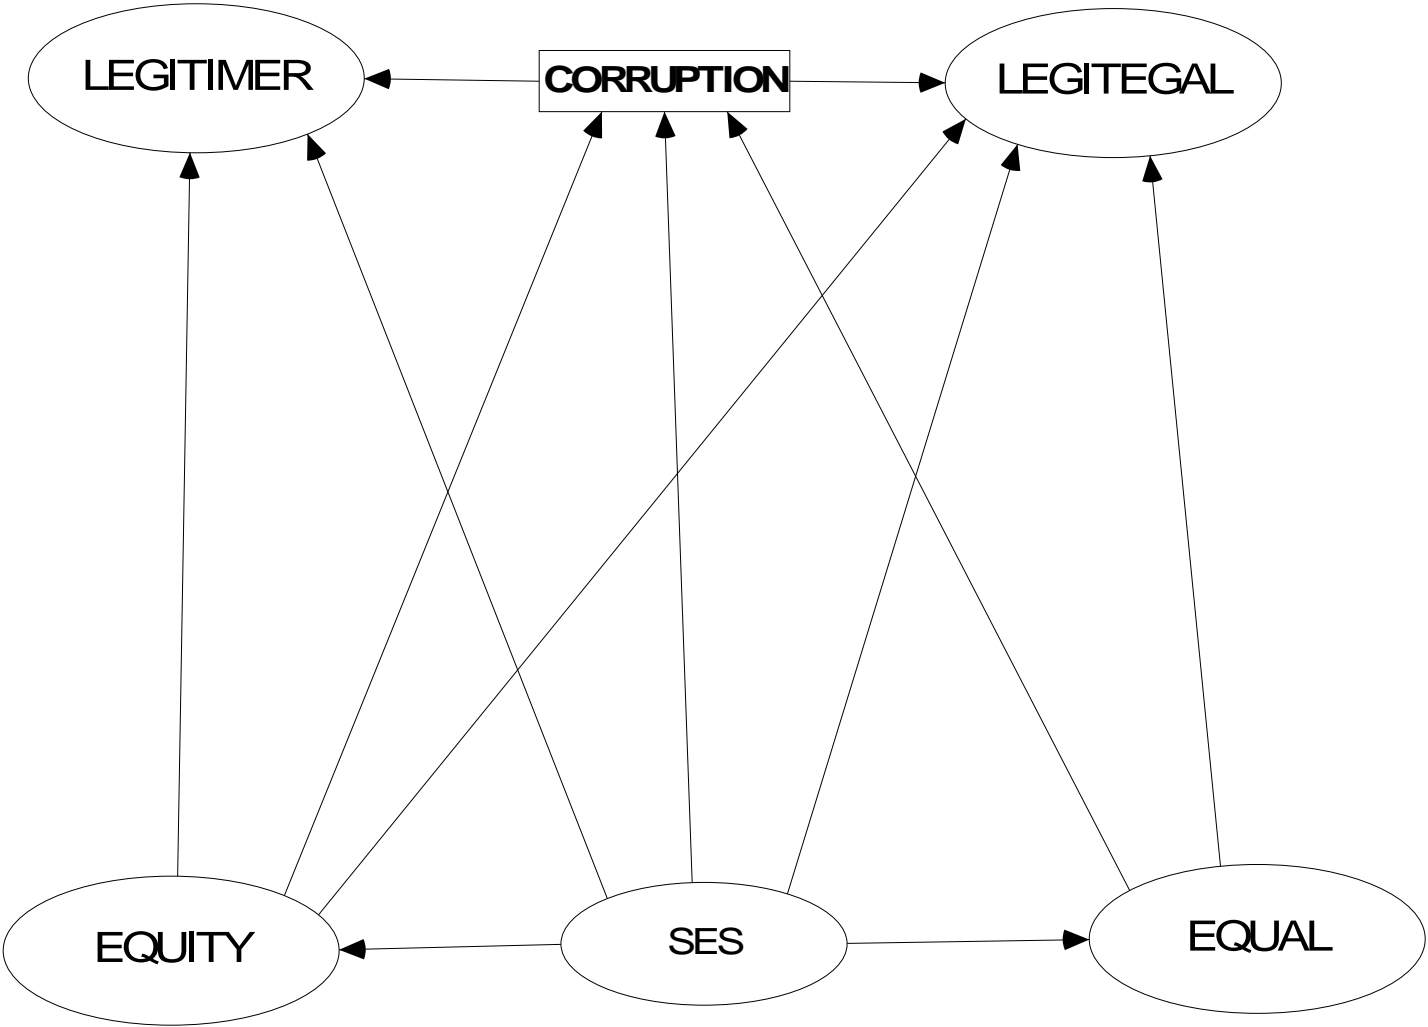 LEGITIMER
CORRUPTION
LEGITEGAL
EQUITY
SES
EQUAL